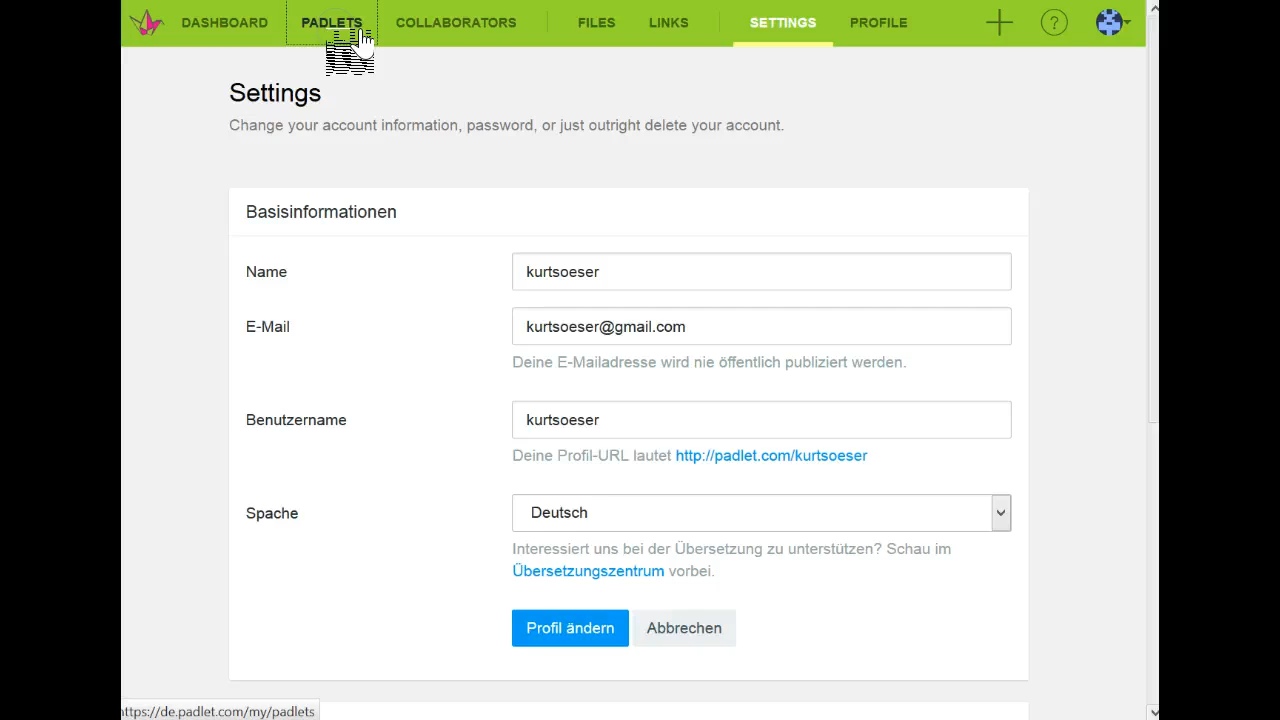 DASHBOARD PADLETS COLLABORATORS FILES LINKS SETTINGS PROFILE ?
Settings
Change your account information, password, or just outright delete your account.
Basisinformationen
Name kurtsoeser
E-Mail kurtsoeser@gmail.com
Deine E-Mailadresse wird nie öffentlich publiziert werden.
Benutzername kurtsoeser
Deine Profil-URL lautet http://padlet.com/kurtsoeser
Spache Deutsch
Interessiert uns bei der Übersetzung zu unterstützen? Schau im
Übersetzungszentrum vorbei.
Profil ändern Abbrechen
https://de.padlet.com/my/padlets